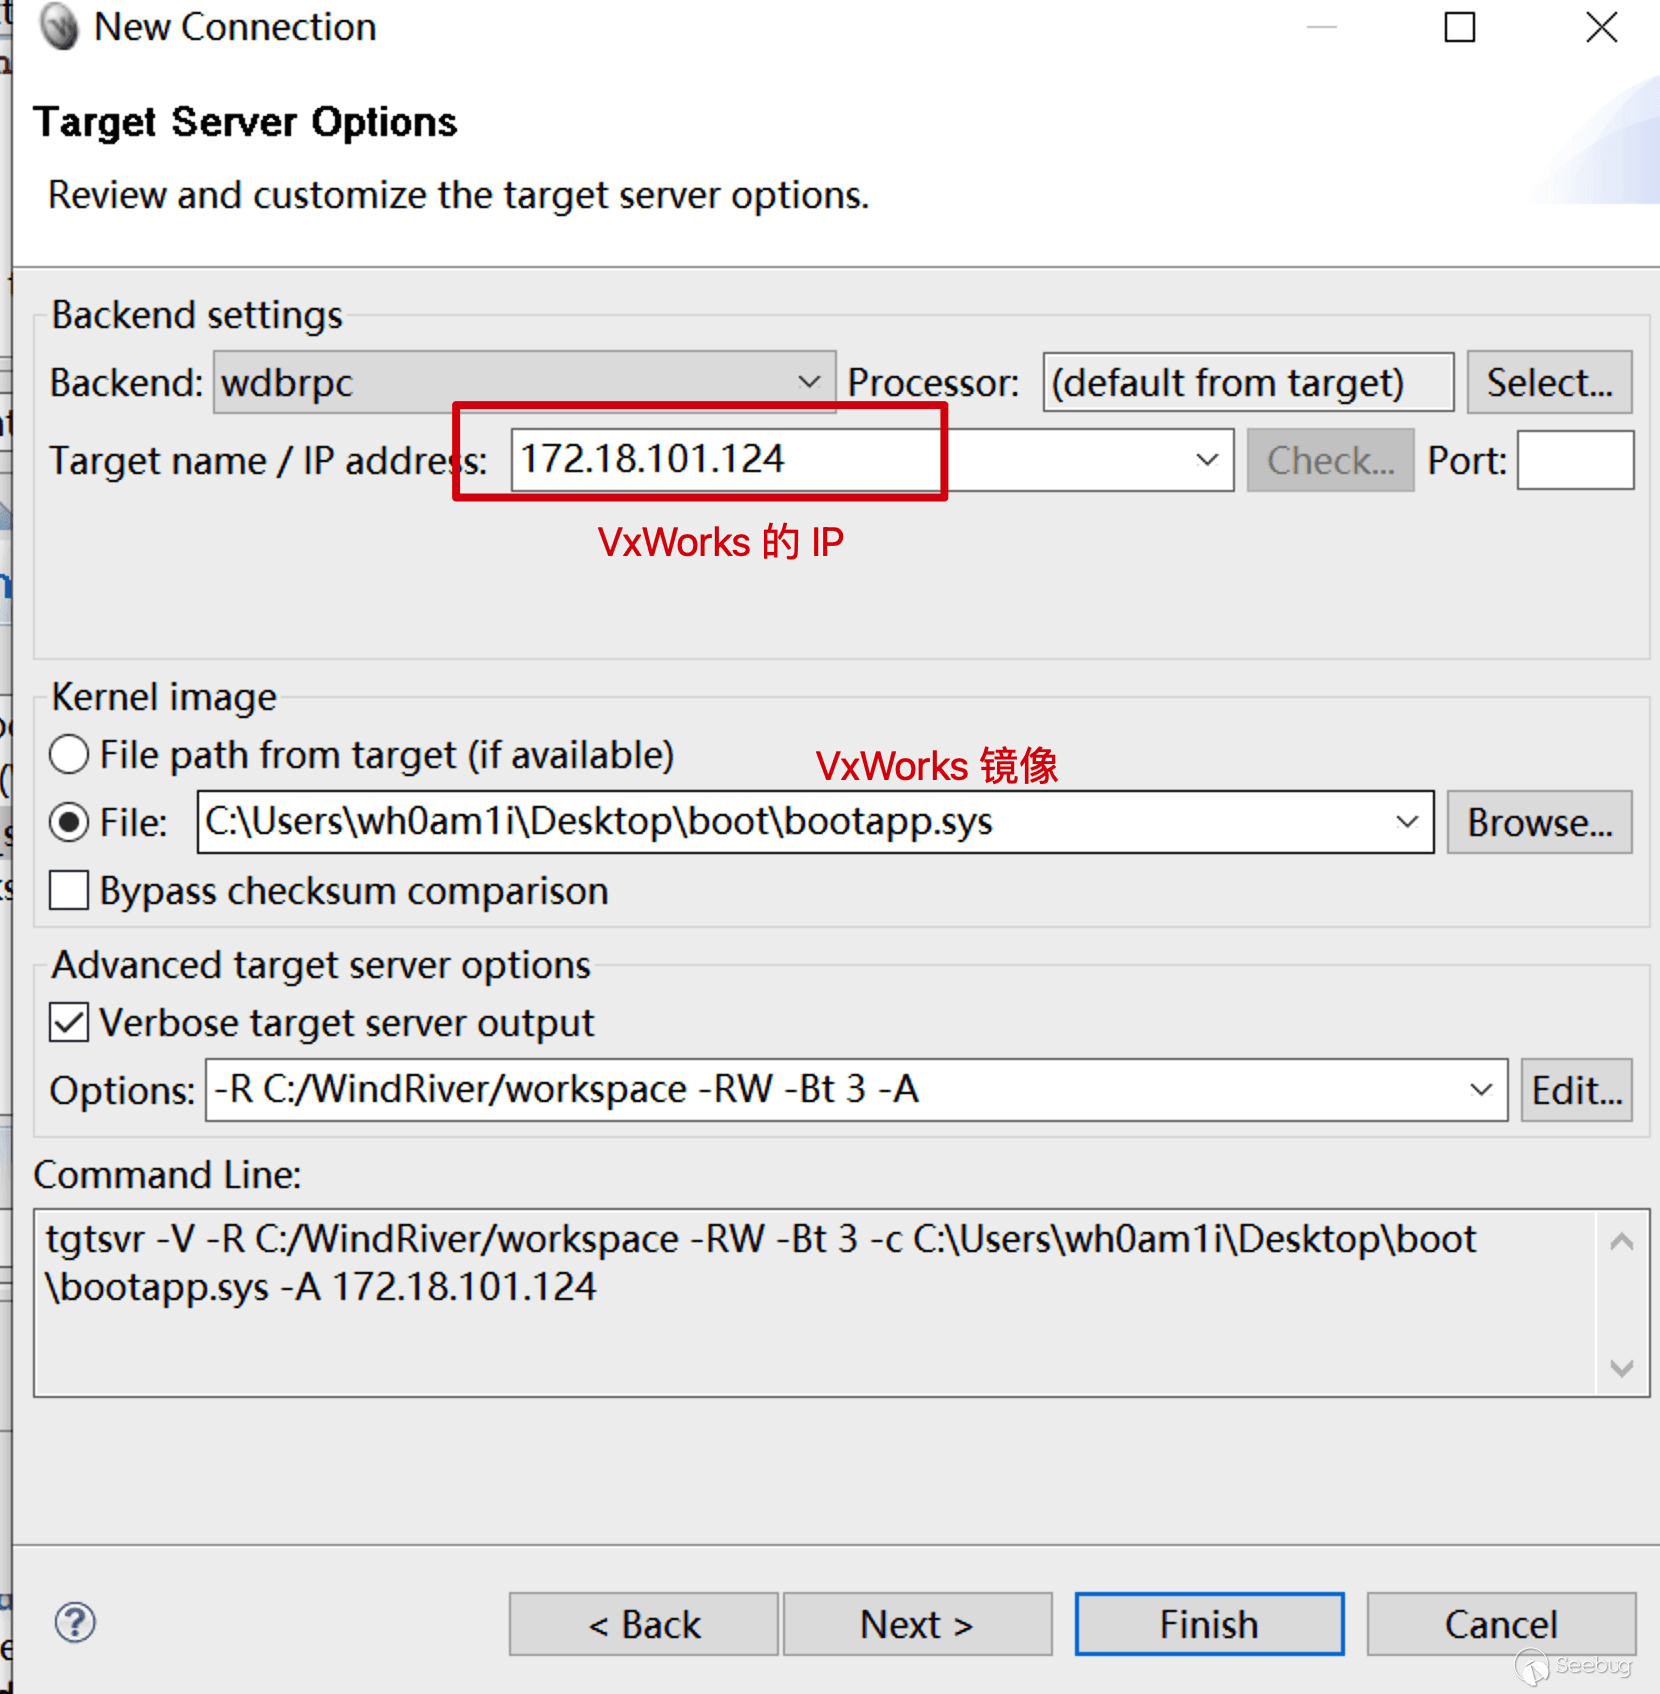 New Connection
Target Server Options
Review and customize the target server options.
Backend settings
Backend: wdbrpc Processor: (default from target) Select...
Target name / IP address: 172.18.101.124 Check... Port:
VxWorks 的 IP
Kernel image
File path from target (if available)
VxWorks 镜像
File: C:\Users\wh0am1i\Desktop\boot\bootapp.sys Browse...
Bypass checksum comparison
Advanced target server options
Verbose target server output
Options: -R C:/WindRiver/workspace -RW -Bt 3 -A Edit...
Command Line:
tgtsvr -V -R C:/WindRiver/workspace -RW -Bt 3 -c C:\Users\wh0am1i\Desktop\boot
\bootapp.sys -A 172.18.101.124
? < Back Next > Finish Cancel
Seebug